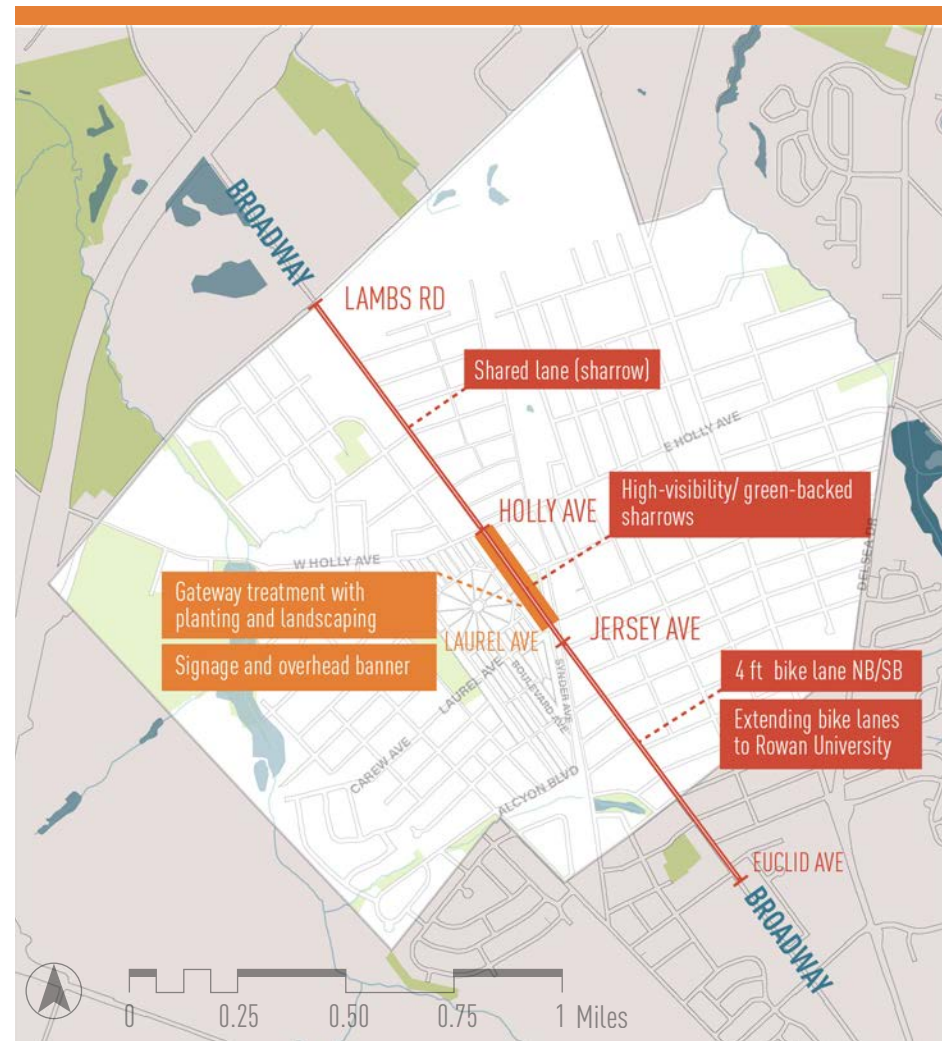 BROADWAY
LAMBS RD
Shared lane (sharrow)
E HOLLY AVE
High-visibility/ green-backed
sharrows
HOLLY AVE
W HOLLY AVE
DELSEA DR
Gateway treatment with
planting and landscaping
Signage and overhead banner
LAUREL AVE
JERSEY AVE
LAUREL AVE
BOULEVARD AVE
SYNDER AVE
4 ft bike lane NB/SB
Extending bike lanes
to Rowan University
CAREW AVE
ALCYON BLVD
EUCLID AVE
BROADWAY
0 0.25 0.50 0.75 1 Miles